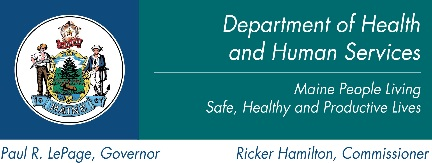 Department of Health
and Human Services
Maine People Living
Safe, Healthy and Productive Lives
Paul R. LePage, Governor
Ricker Hamilton, Commissioner